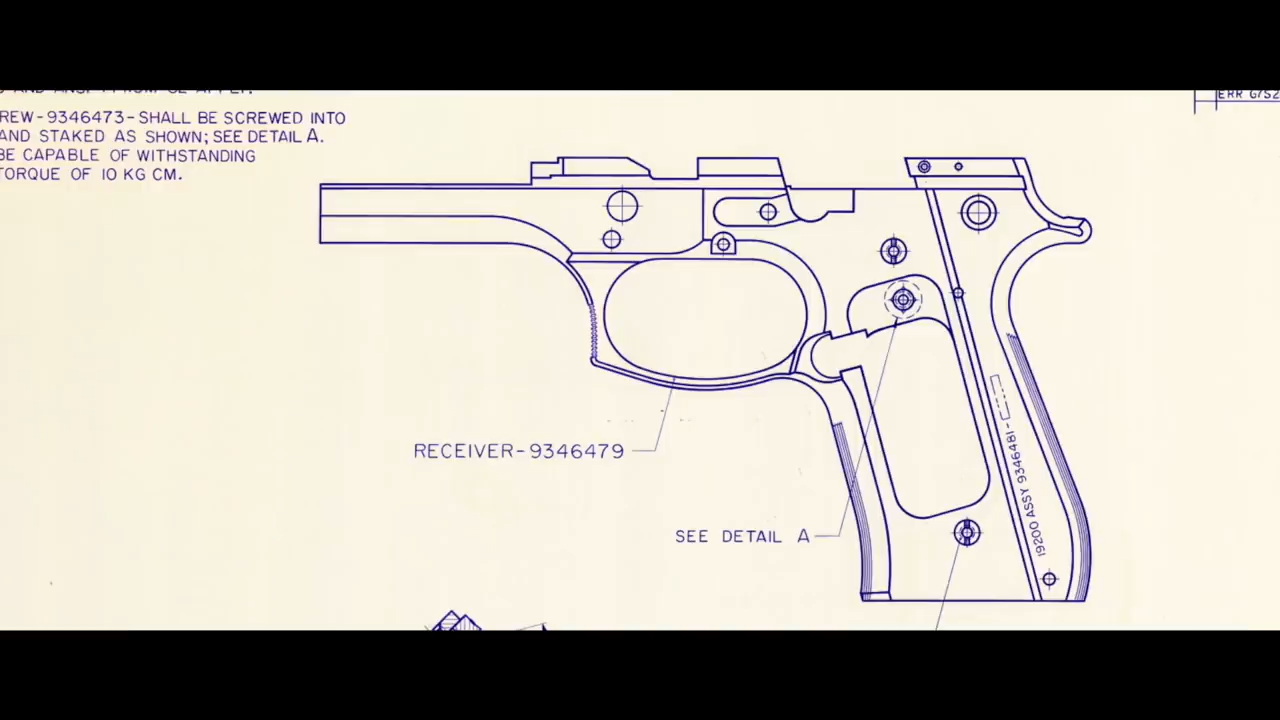 REW-9346473-SHALL BE SCREWED INTO
AND STAKED AS SHOWN; SEE DETAIL A.
BE CAPABLE OF WITHSTANDING
TORQUE OF 10 KG CM.
ERR
RECEIVER-9346479
SEE DETAIL A
19200 ASSY 9346481-